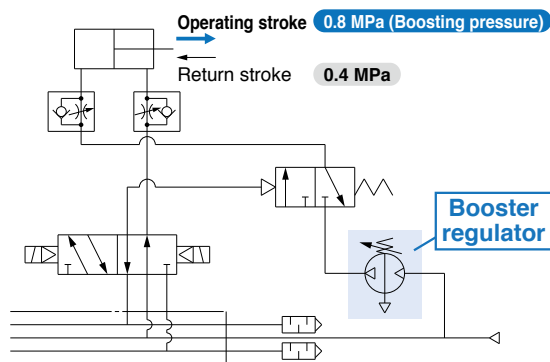 Operating stroke 0.8 MPa (Boosting pressure)
Return stroke 0.4 MPa
Booster
regulator